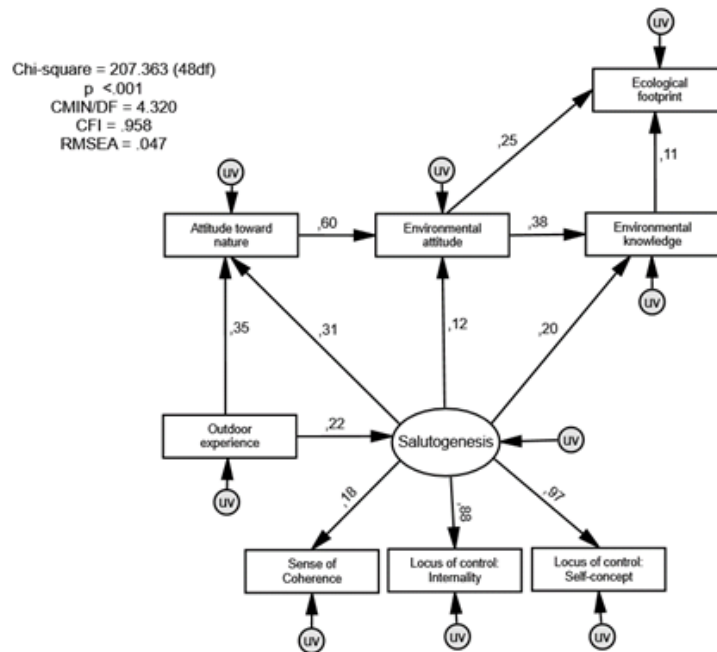 uv
Chi-square = 207.363 (48df)
p <.001
CMIN/DF = 4.320
CFI = .958
RMSEA = .047
Ecological
footprint
,25
,11
uv
uv
Attitude toward
nature
,60
Environmental
attitude
,38
Environmental
knowledge
uv
,35
,31
,12
,20
Outdoor
experience
,22
Salutogenesis
uv
uv
,18
,88
,97
Sense of
Coherence
Locus of control:
Internality
Locus of control:
Self-concept
uv
uv
uv